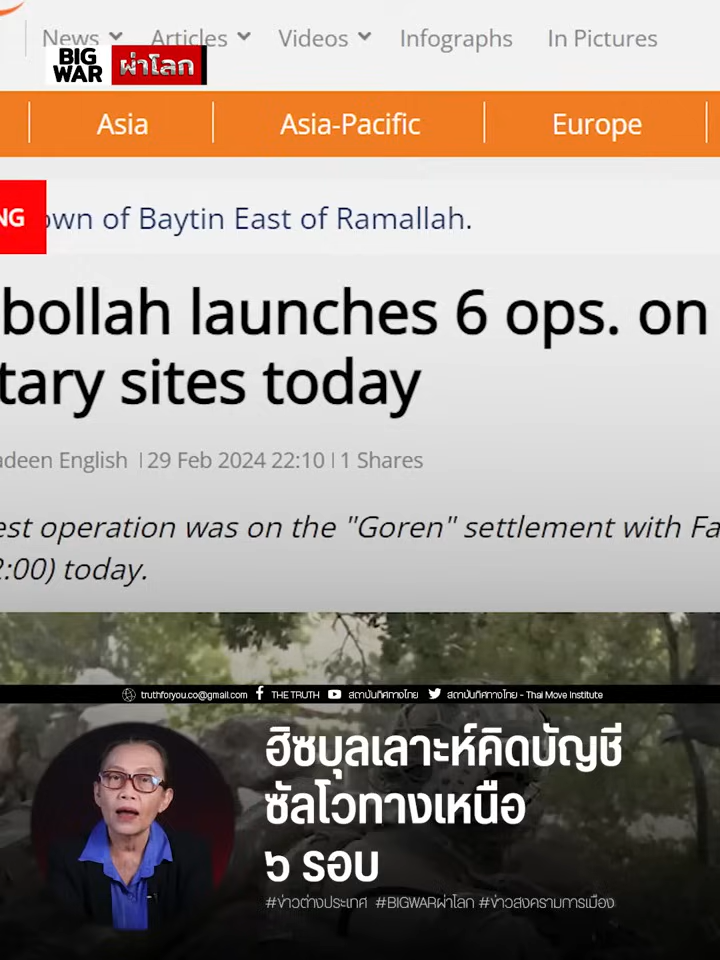 News Articles Videos Infographics In Pictures
BIG WAR ผ่าโลก
Asia Asia-Pacific Europe
NG own of Baytin East of Ramallah.
bollah launches 6 ops. on
tary sites today
adeen English | 29 Feb 2024 22:10 | 1 Shares
est operation was on the "Goren" settlement with Fa
2:00) today.
truthforyou.co@gmail.com THE TRUTH สถาบันทิศทางไทย สถาบันทิศทางไทย - Thai Move Institute
ฮิซบุลเลาะห์คิดบัญชี
ซัลโวทางเหนือ
๖ รอบ
#ข่าวต่างประเทศ #BIGWARผ่าโลก #ข่าวสงครามการเมือง